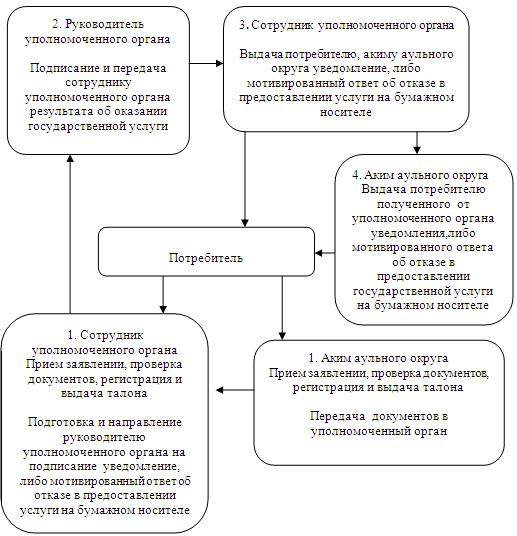 2. Руководитель
уполномоченного органа
Подписание и передача
сотруднику
уполномоченного органа
результата об оказании
государственной услуги
3. Сотрудник уполномоченного органа
Выдача потребителю, акиму аульного
округа уведомление, либо
мотивированный ответ об отказе в
предоставлении услуги на бумажном
носителе
4. Аким аульного округа
Выдача потребителю
полученного от
уполномоченного органа
уведомления,либо
мотивированного ответа
об отказе в
предоставлении
государственной услуги
на бумажном носителе
Потребитель
1. Сотрудник
уполномоченного органа
Прием заявлении, проверка
документов, регистрация и
выдача талона
Подготовка и направление
руководителю
уполномоченного органа на
подписание уведомление,
либо мотивированный ответ об
отказе в предоставлении
услуги на бумажном носителе
1. Аким аульного округа
Прием заявлении, проверка документов,
регистрация и выдача талона
Передача документов в
уполномоченный орган